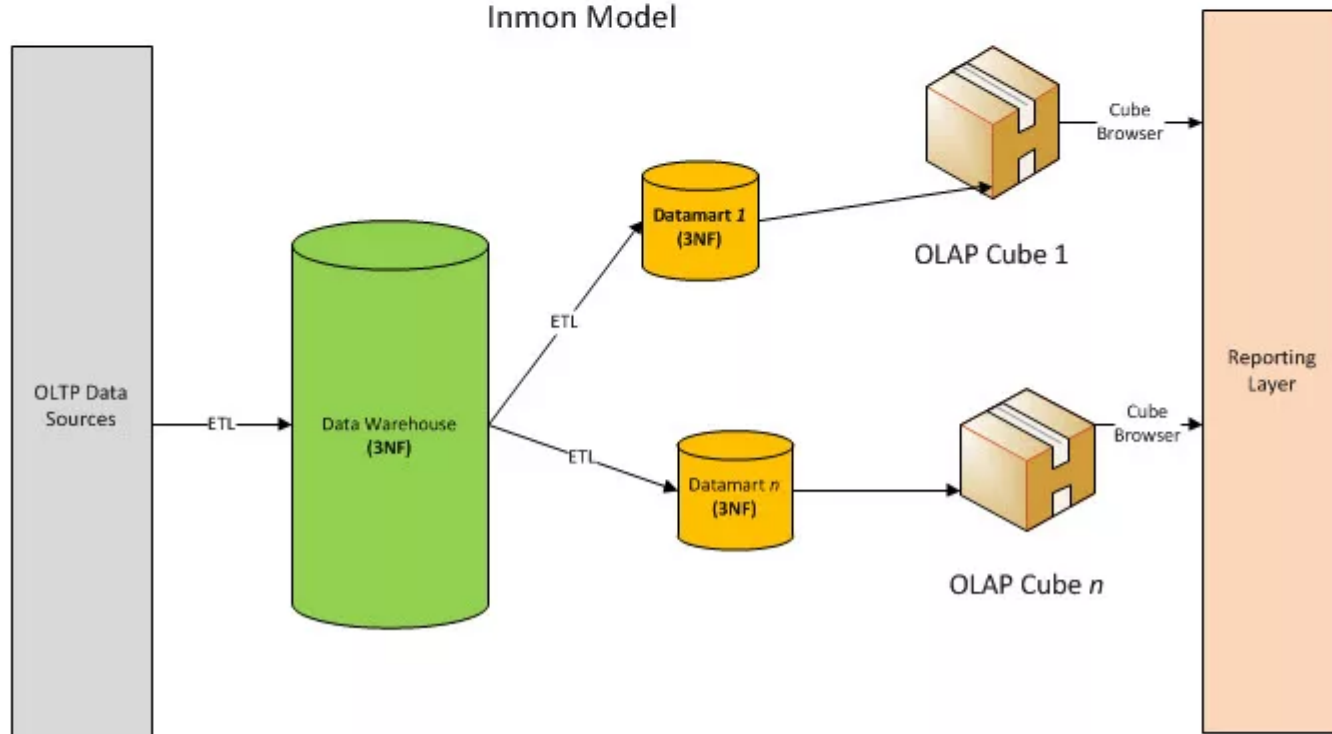 Inmon Model
OLTP Data
Sources
ETL
Data Warehouse
(3NF)
ETL
ETL
Datamart 1
(3NF)
Datamart n
(3NF)
OLAP Cube 1
OLAP Cube n
Cube
Browser
Cube
Browser
Reporting
Layer